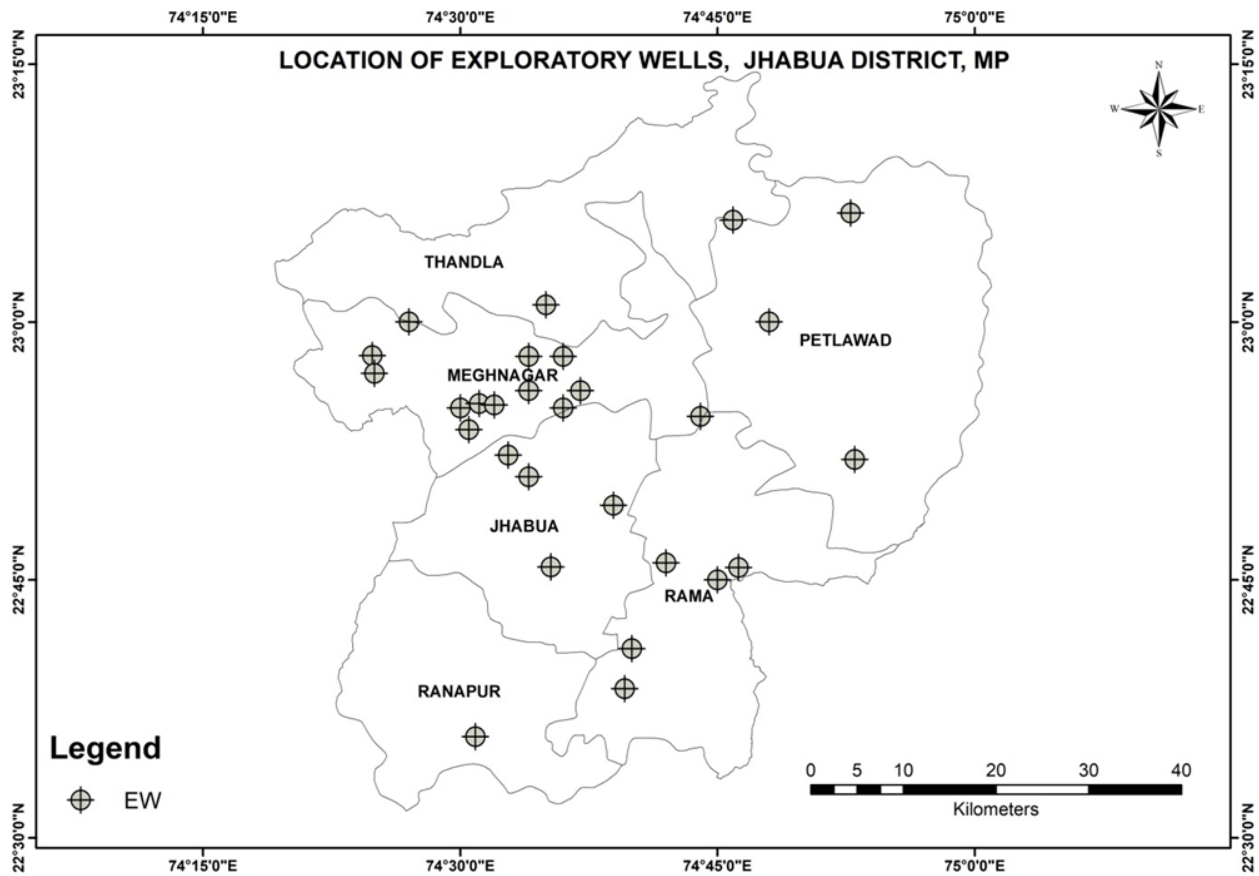 74°15'0"E 74°30'0"E 74°45'0"E 75°0'0"E
LOCATION OF EXPLORATORY WELLS, JHABUA DISTRICT, MP
23°15'0"N 23°15'0"N
N
W E
S
THANDLA
23°0'0"N 23°0'0"N
PETLAWAD
MEGHNAGAR
JHABUA
22°45'0"N 22°45'0"N
RAMA
RANAPUR
Legend
EW
0 5 10 20 30 40
Kilometers
22°30'0"N 22°30'0"N
74°15'0"E 74°30'0"E 74°45'0"E 75°0'0"E